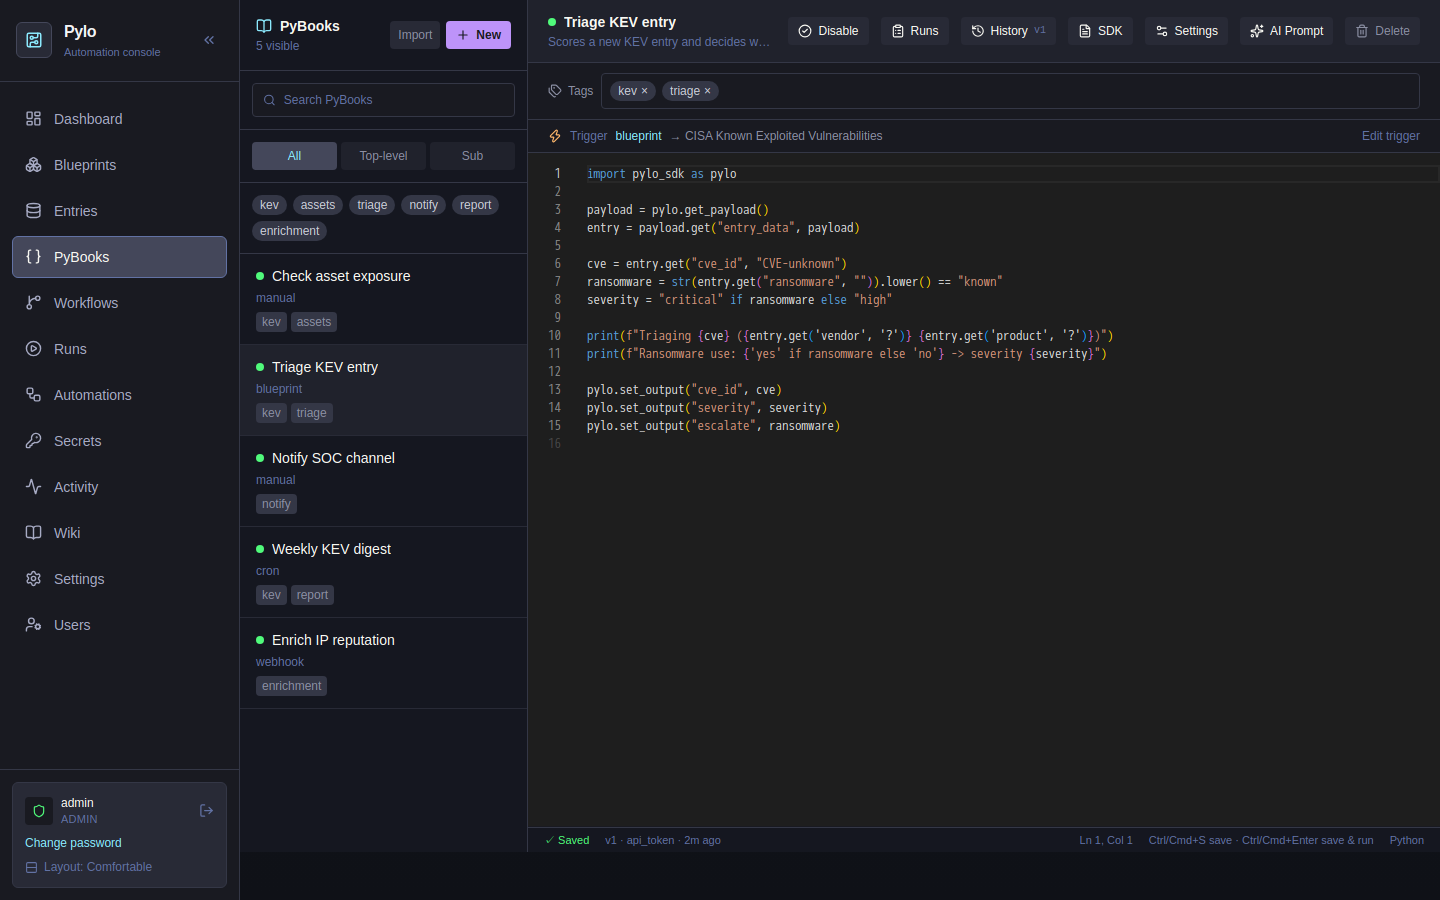 Pylo
Automation console
Dashboard
Blueprints
Entries
PyBooks
Workflows
Runs
Automations
Secrets
Activity
Wiki
Settings
Users
admin
ADMIN
Change password
Layout: Comfortable
PyBooks
5 visible
Import
New
Search PyBooks
All Top-level Sub
kev assets triage notify report
enrichment
Check asset exposure
manual
kev assets
Triage KEV entry
blueprint
kev triage
Notify SOC channel
manual
notify
Weekly KEV digest
cron
kev report
Enrich IP reputation
webhook
enrichment
Triage KEV entry
Scores a new KEV entry and decides w…
Disable Runs History v1 SDK Settings AI Prompt Delete
Tags kev × triage ×
Trigger blueprint → CISA Known Exploited Vulnerabilities Edit trigger
1 import pylo_sdk as pylo
2
3 payload = pylo.get_payload()
4 entry = payload.get("entry_data", payload)
5
6 cve = entry.get("cve_id", "CVE-unknown")
7 ransomware = str(entry.get("ransomware", "")).lower() == "known"
8 severity = "critical" if ransomware else "high"
9
10 print(f"Triaging {cve} ({entry.get('vendor', '?')} {entry.get('product', '?')})")
11 print(f"Ransomware use: {'yes' if ransomware else 'no'} -> severity {severity}")
12
13 pylo.set_output("cve_id", cve)
14 pylo.set_output("severity", severity)
15 pylo.set_output("escalate", ransomware)
16
✓ Saved v1 · api_token · 2m ago Ln 1, Col 1 Ctrl/Cmd+S save · Ctrl/Cmd+Enter save & run Python